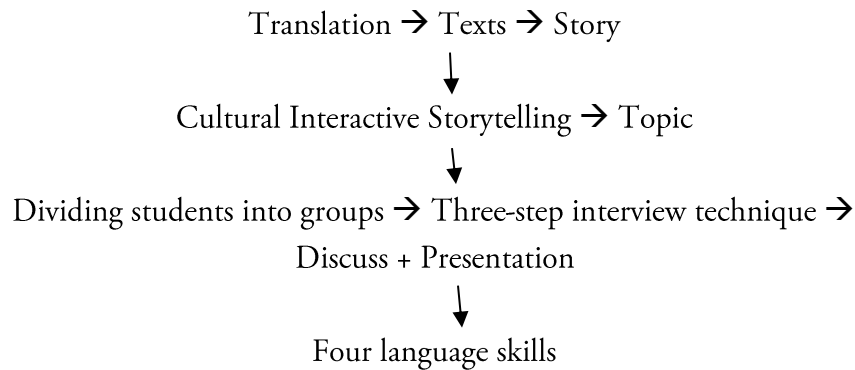 Translation → Texts → Story
Cultural Interactive Storytelling → Topic
Dividing students into groups → Three-step interview technique →
Discuss + Presentation
Four language skills